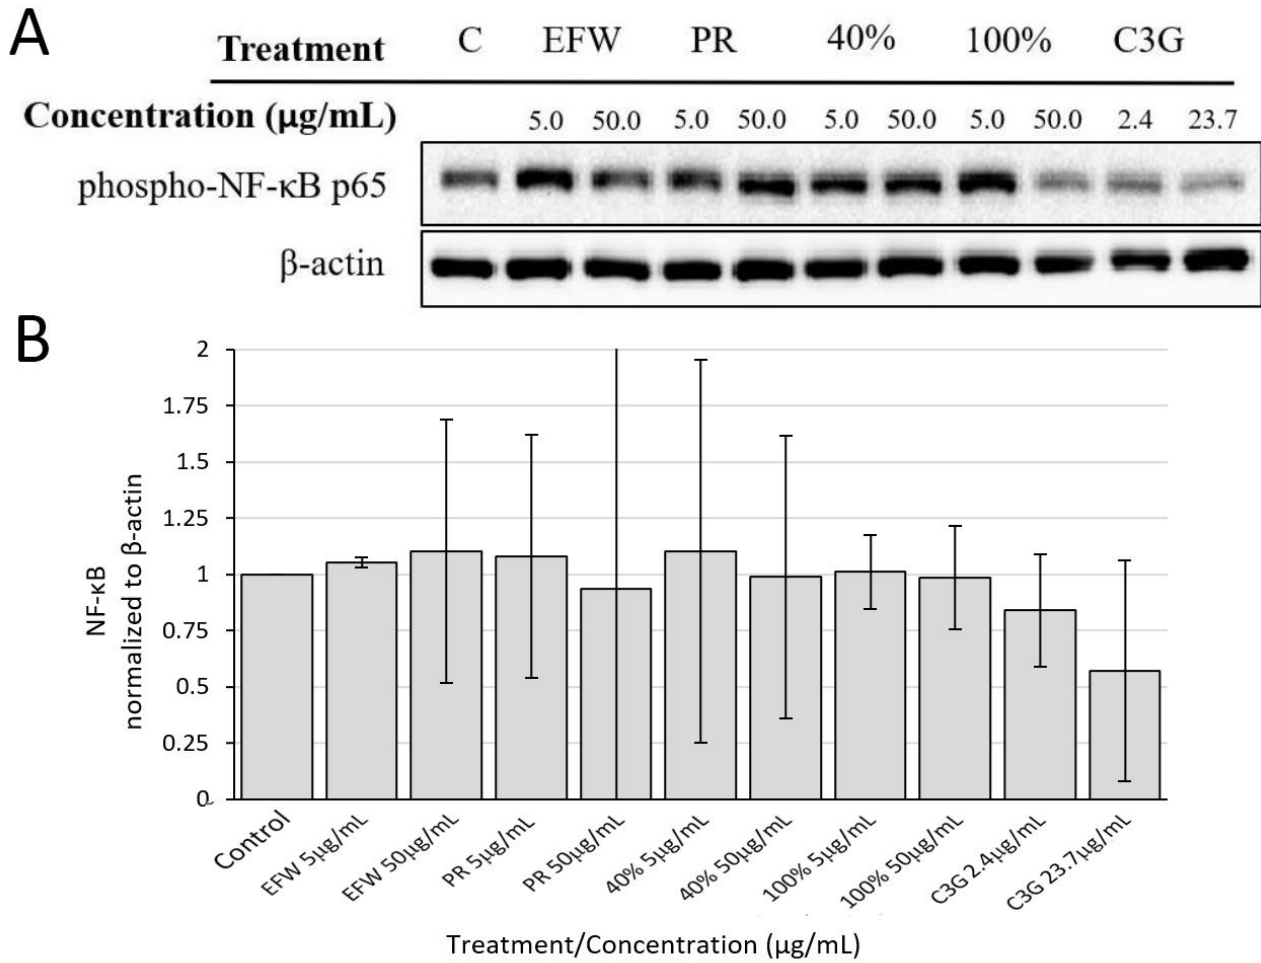 A
Treatment C EFW PR 40% 100% C3G
Concentration (μg/mL) 5.0 50.0 5.0 50.0 5.0 50.0 5.0 50.0 2.4 23.7
phospho-NF-κB p65
β-actin
B
2
1.75
1.5
1.25
1
0.75
0.5
0.25
0
NF-κB
normalized to β-actin
Control
EFW 5μg/mL
EFW 50μg/mL
PR 5μg/mL
PR 50μg/mL
40% 5μg/mL
40% 50μg/mL
100% 5μg/mL
100% 50μg/mL
C3G 2.4μg/mL
C3G 23.7μg/mL
Treatment/Concentration (μg/mL)